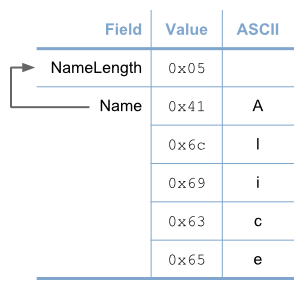 Field Value ASCII
NameLength 0x05
Name 0x41 A
0x6c l
0x69 i
0x63 c
0x65 e